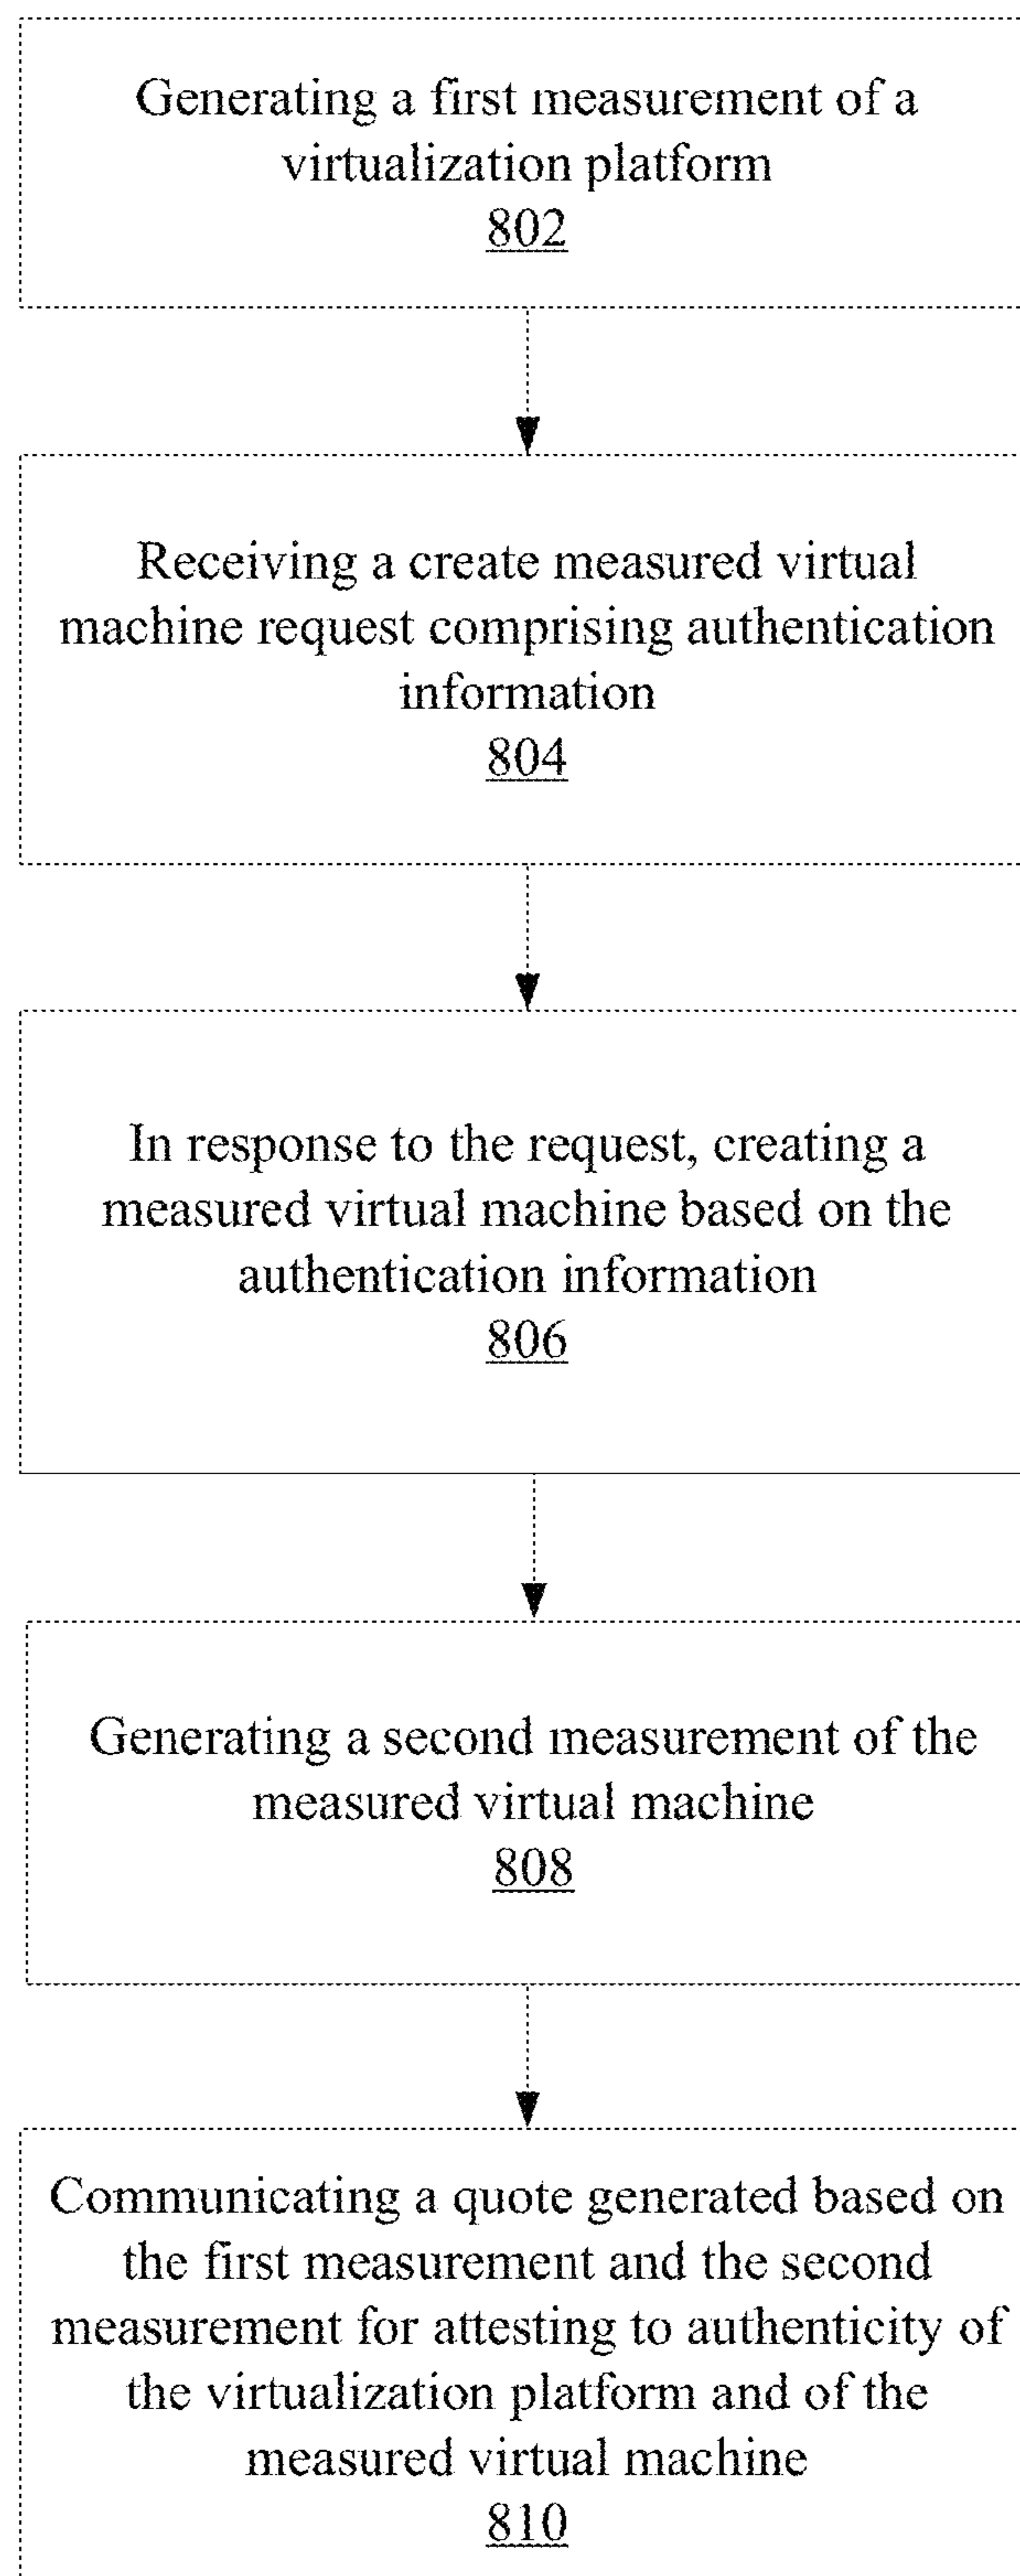 Generating a first measurement of a
virtualization platform
802
Receiving a create measured virtual
machine request comprising authentication
information
804
In response to the request, creating a
measured virtual machine based on the
authentication information
806
Generating a second measurement of the
measured virtual machine
808
Communicating a quote generated based on
the first measurement and the second
measurement for attesting to authenticity of
the virtualization platform and of the
measured virtual machine
810